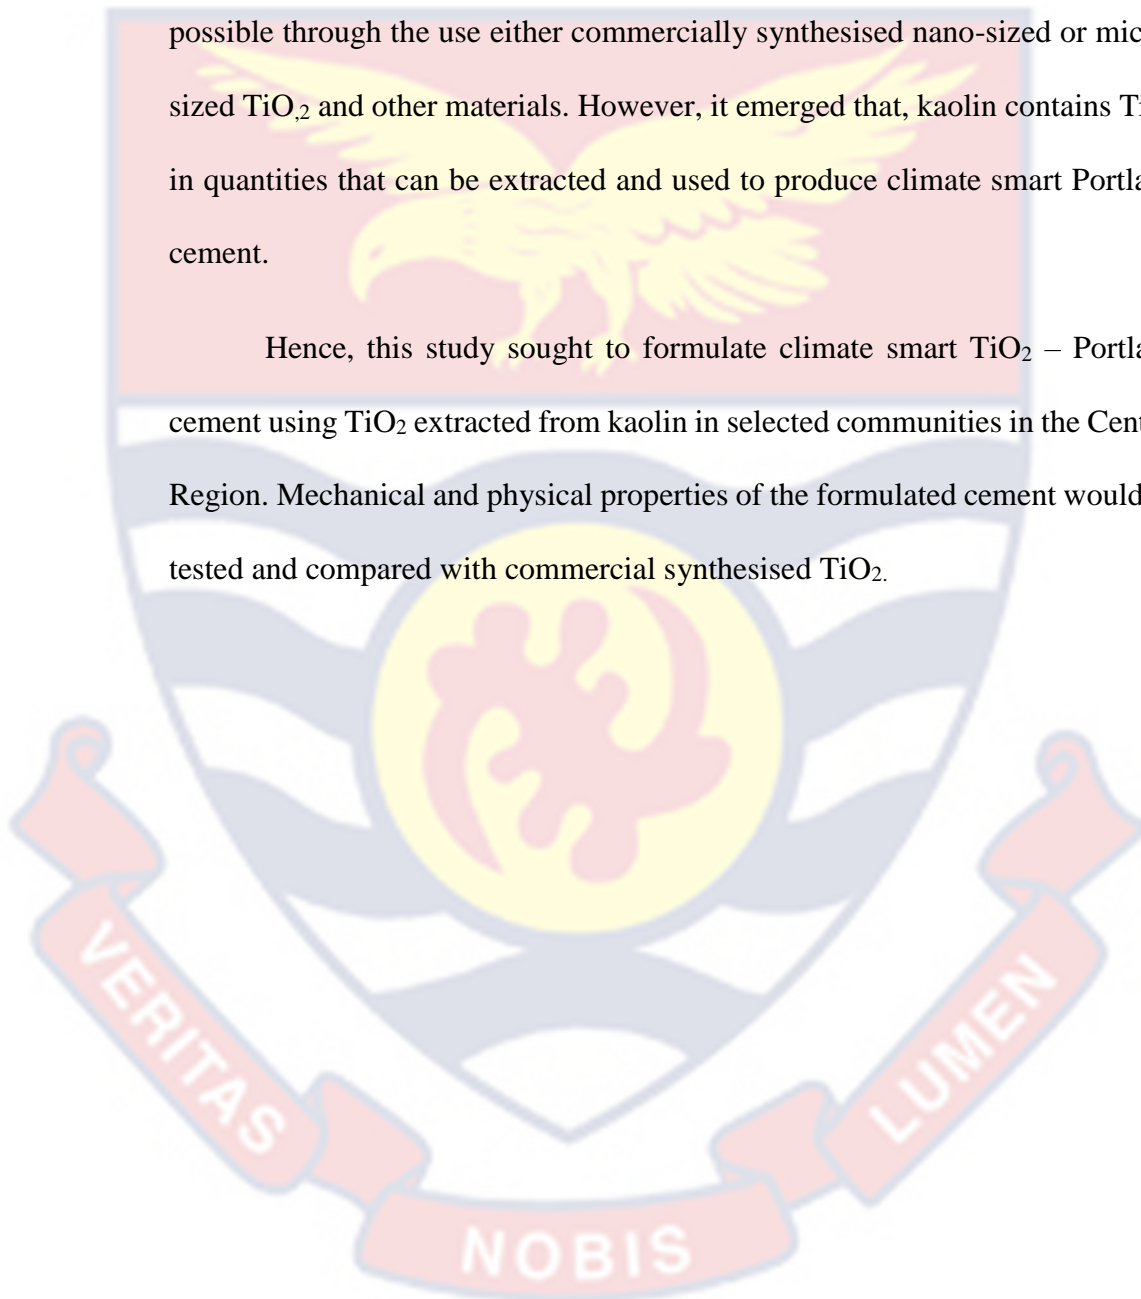 possible through the use either commercially synthesised nano-sized or mic
sized TiO,₂ and other materials. However, it emerged that, kaolin contains Ti
in quantities that can be extracted and used to produce climate smart Portla
cement.
Hence, this study sought to formulate climate smart TiO₂ – Portla
cement using TiO₂ extracted from kaolin in selected communities in the Cent
Region. Mechanical and physical properties of the formulated cement would
tested and compared with commercial synthesised TiO₂.
VERITAS
NOBIS
LUMEN